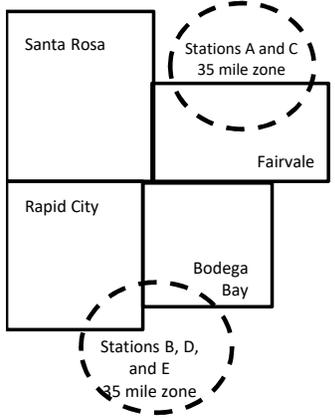 Santa Rosa
Stations A and C
35 mile zone
Fairvale
Rapid City
Bodega
Bay
Stations B, D,
and E
35 mile zone